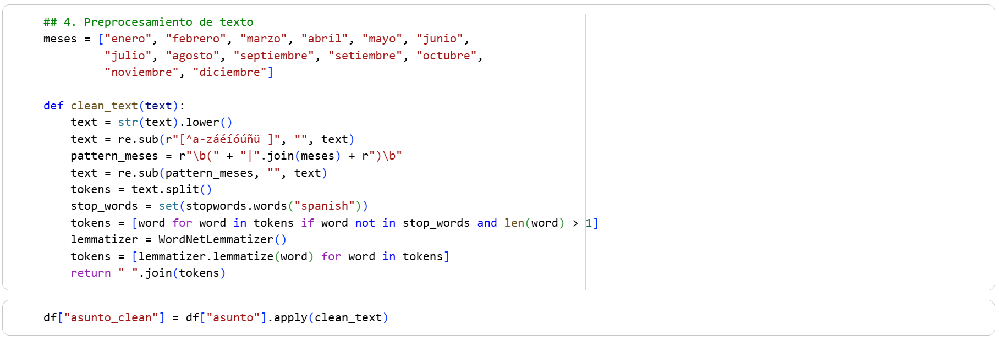 ## 4. Preprocesamiento de texto
meses = ["enero", "febrero", "marzo", "abril", "mayo", "junio",
"julio", "agosto", "septiembre", "setiembre", "octubre",
"noviembre", "diciembre"]
def clean_text(text):
text = str(text).lower()
text = re.sub(r"[^a-záéíóúñü ]", "", text)
pattern_meses = r"\b(" + "|".join(meses) + r")\b"
text = re.sub(pattern_meses, "", text)
tokens = text.split()
stop_words = set(stopwords.words("spanish"))
tokens = [word for word in tokens if word not in stop_words and len(word) > 1]
lemmatizer = WordNetLemmatizer()
tokens = [lemmatizer.lemmatize(word) for word in tokens]
return " ".join(tokens)
df["asunto_clean"] = df["asunto"].apply(clean_text)